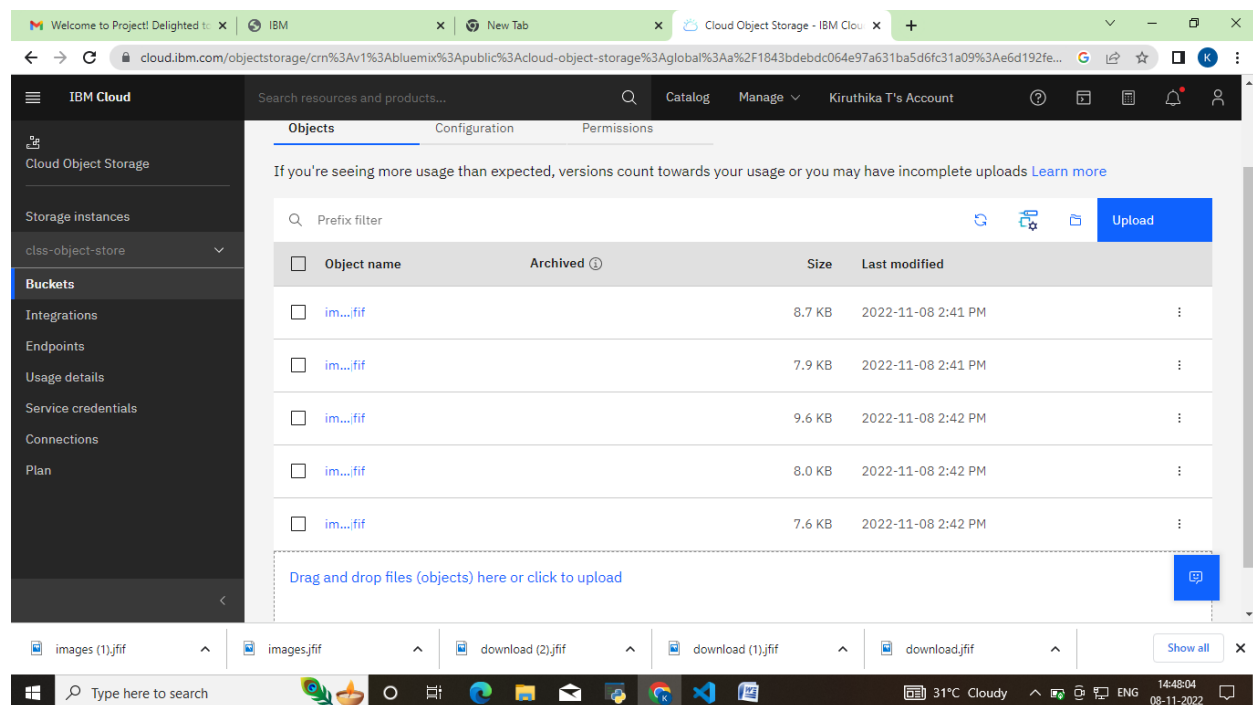 Welcome to Project! Delighted to
IBM
New Tab
Cloud Object Storage - IBM Clou
cloud.ibm.com/objectstorage/crn%3Av1%3Abluemix%3Apublic%3Acloud-object-storage%3Aglobal%3Aa%2F1843bdebdc064e97a631ba5d6fc31a09%3Ae6d192fe...
K
IBM Cloud
Search resources and products...
Catalog
Manage
Kiruthika T's Account
Cloud Object Storage
Storage instances
clss-object-store
Buckets
Integrations
Endpoints
Usage details
Service credentials
Connections
Plan
Objects Configuration Permissions
If you're seeing more usage than expected, versions count towards your usage or you may have incomplete uploads Learn more
Prefix filter
Upload
Object name Archived Size Last modified
im...jfif 8.7 KB 2022-11-08 2:41 PM
im...jfif 7.9 KB 2022-11-08 2:41 PM
im...jfif 9.6 KB 2022-11-08 2:42 PM
im...jfif 8.0 KB 2022-11-08 2:42 PM
im...jfif 7.6 KB 2022-11-08 2:42 PM
Drag and drop files (objects) here or click to upload
images (1).jfif
images.jfif
download (2).jfif
download (1).jfif
download.jfif
Show all
Type here to search
31°C Cloudy
ENG
14:48:04
08-11-2022